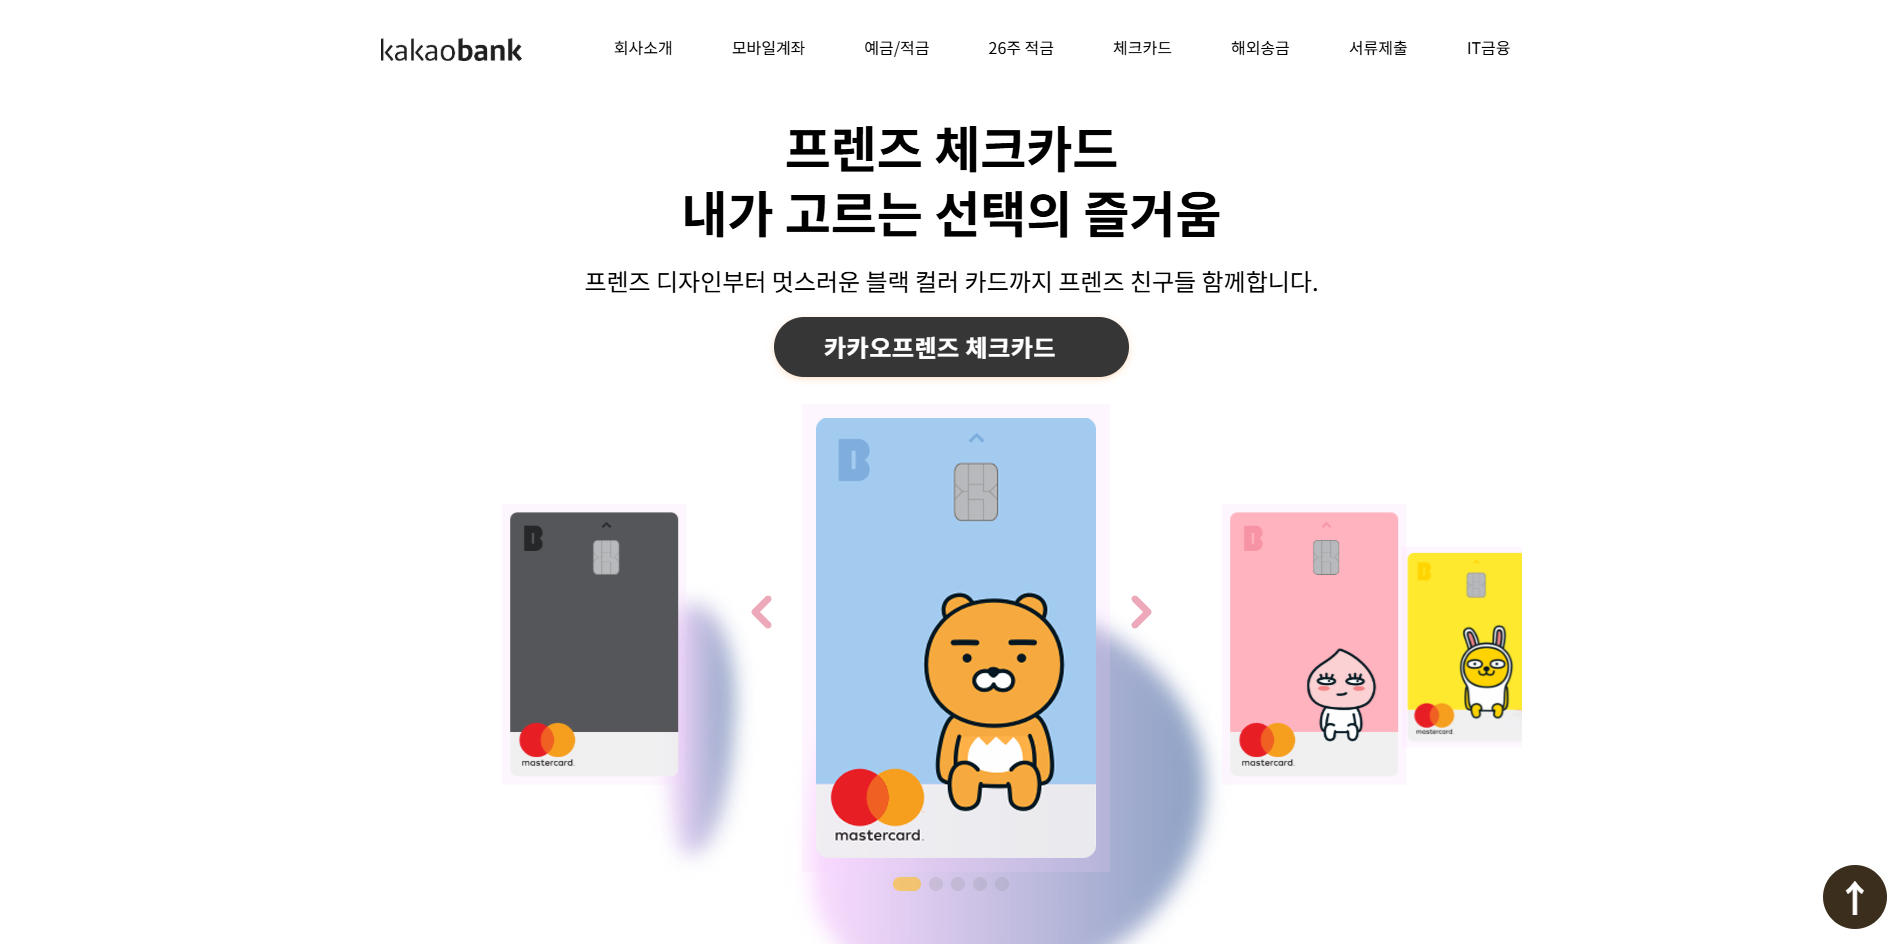 kakaobank
회사소개 모바일계좌 예금/적금 26주 적금 체크카드 해외송금 서류제출 IT금융
프렌즈 체크카드
내가 고르는 선택의 즐거움
프렌즈 디자인부터 멋스러운 블랙 컬러 카드까지 프렌즈 친구들 함께합니다.
카카오프렌즈 체크카드
B
mastercard.
B
mastercard.
B
mastercard.
B
mastercard.